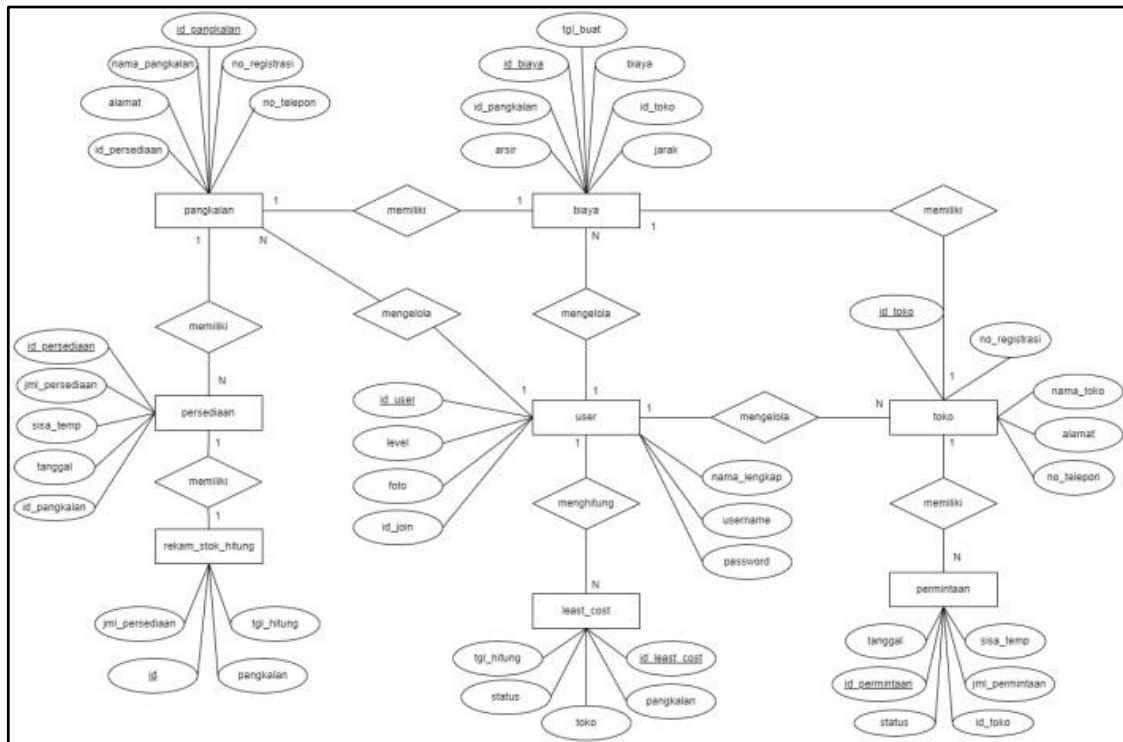 id_pangkalan
nama_pangkalan
no_registrasi
alamat
no_telepon
id_persediaan
tgl_buat
id_biaya
biaya
id_pangkalan
id_toko
arsir
jarak
pangkalan
1
memiliki
1
biaya
1
memiliki
1
N
N
memiliki
mengelola
mengelola
id_toko
no_registrasi
id_persediaan
jml_persediaan
sisa_temp
tanggal
id_pangkalan
N
persediaan
1
memiliki
1
rekam_stok_hitung
jml_persediaan
tgl_hitung
id
pangkalan
id_user
level
foto
id_join
1
1
user
1
mengelola
N
1
toko
nama_toko
alamat
no_telepon
nama_lengkap
username
password
1
menghitung
N
least_cost
tgl_hitung
id_least_cost
status
pangkalan
toko
1
memiliki
N
permintaan
tanggal
sisa_temp
id_permintaan
jml_permintaan
status
id_toko